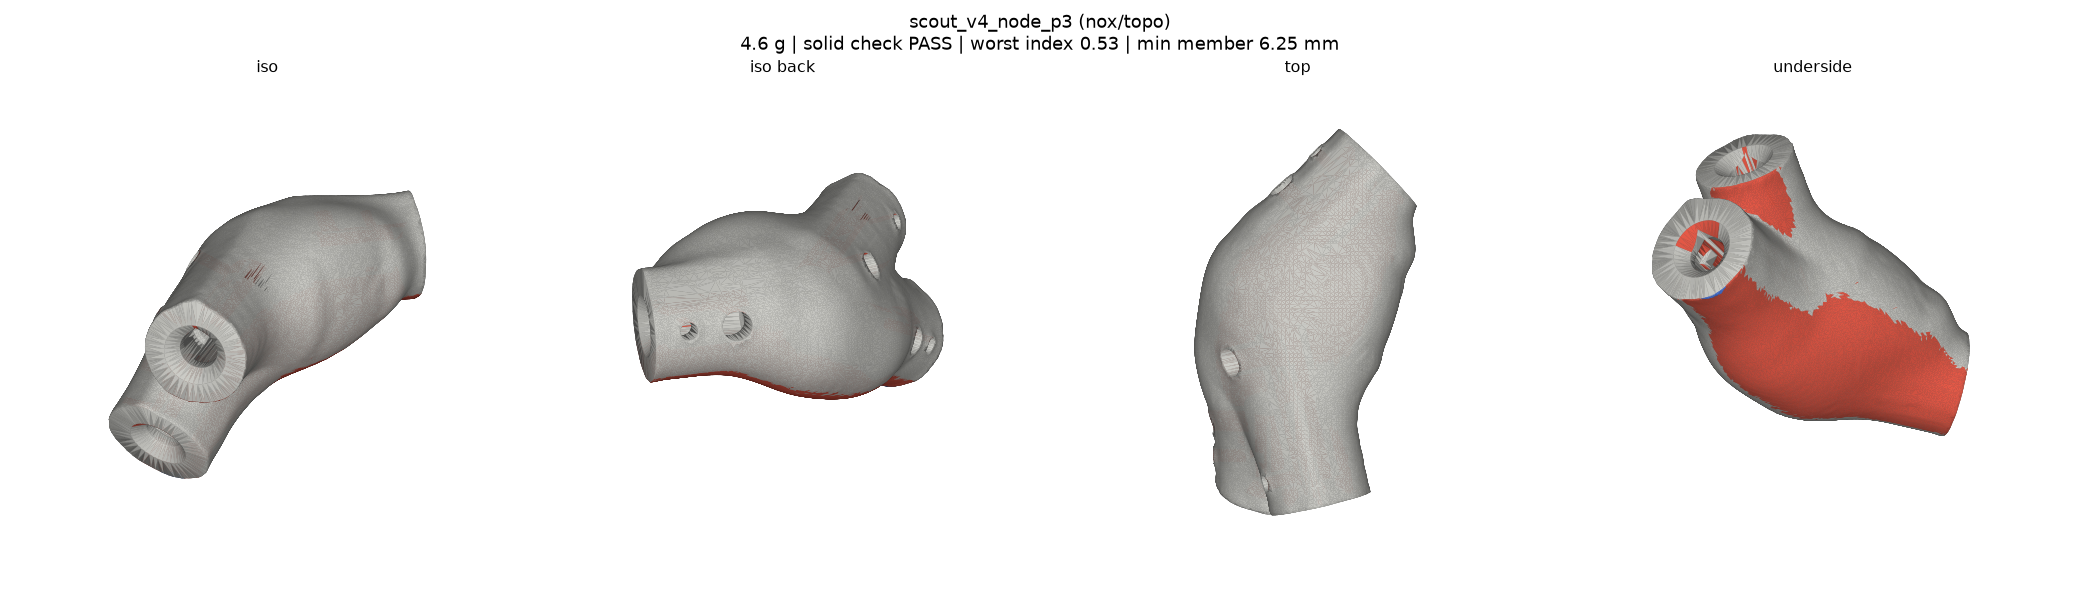 scout_v4_node_p3 (nox/topo)
4.6 g | solid check PASS | worst index 0.53 | min member 6.25 mm
iso
iso back
top
underside